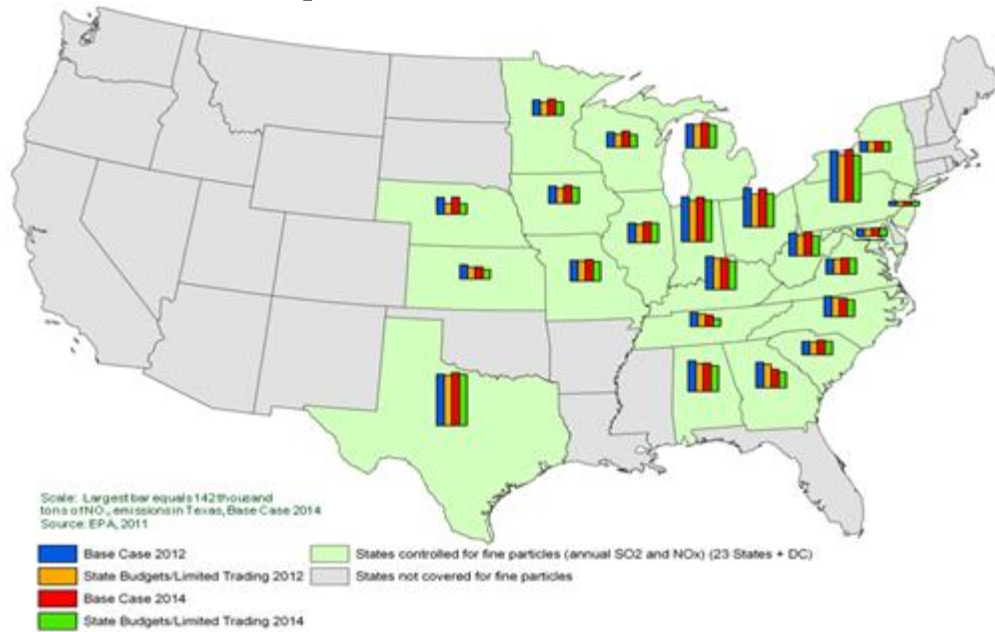 Scale: Largest bar equals 142 thousand
tons of NOx emissions in Texas, Base Case 2014
Source: EPA, 2011
Base Case 2012
State Budgets/Limited Trading 2012
Base Case 2014
State Budgets/Limited Trading 2014
States controlled for fine particles (annual SO2 and NOx) (23 States + DC)
States not covered for fine particles